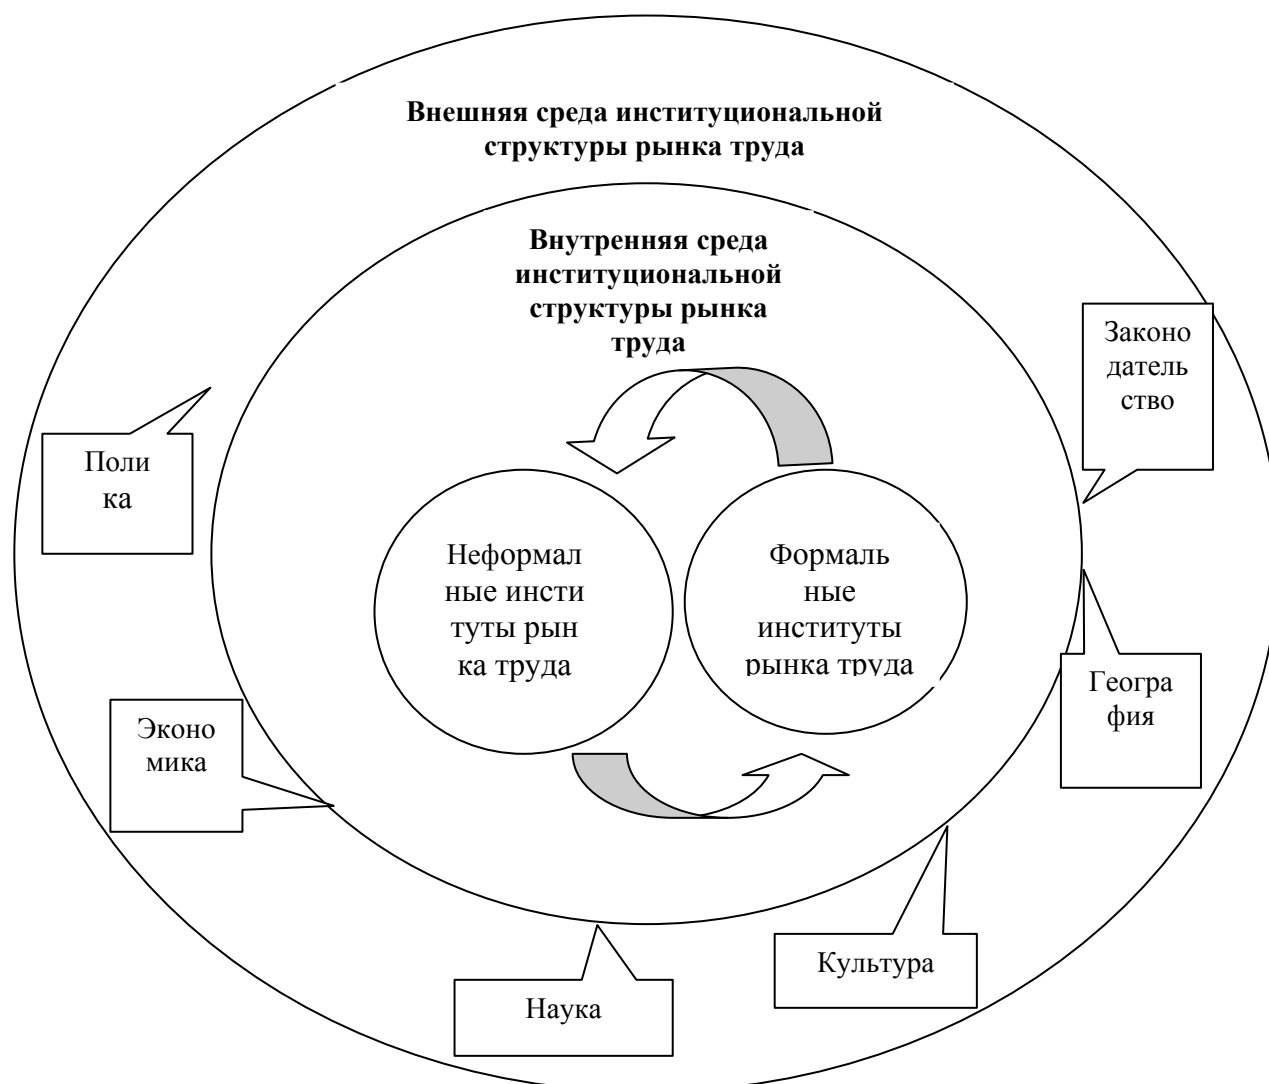 Внешняя среда институциональной
структуры рынка труда
Внутренняя среда
институциональной
структуры рынка
труда
Законо
датель
ство
Поли
ка
Неформал
ные инсти
туты рын
ка труда
Формаль
ные
институты
рынка труда
Геогра
фия
Эконо
мика
Культура
Наука